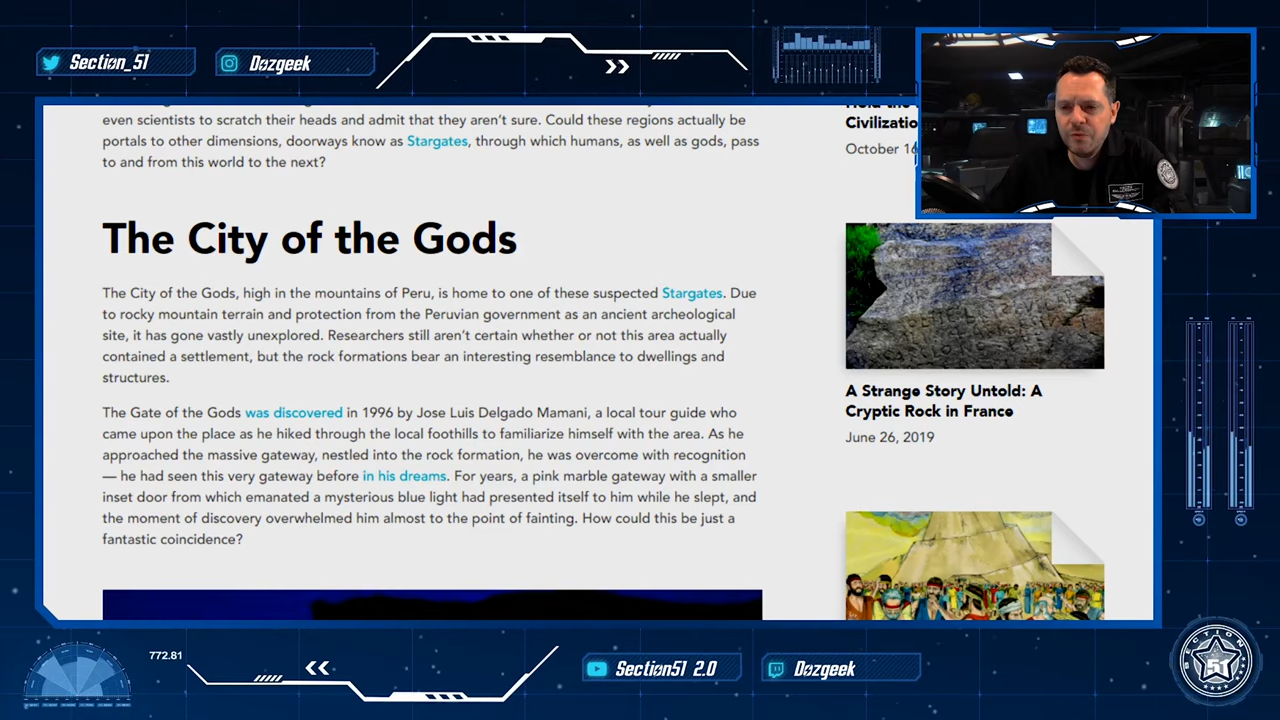 Section_51
Dazgeek
even scientists to scratch their heads and admit that they aren't sure. Could these regions actually be
portals to other dimensions, doorways know as Stargates, through which humans, as well as gods, pass
to and from this world to the next?
The City of the Gods
The City of the Gods, high in the mountains of Peru, is home to one of these suspected Stargates. Due
to rocky mountain terrain and protection from the Peruvian government as an ancient archeological
site, it has gone vastly unexplored. Researchers still aren't certain whether or not this area actually
contained a settlement, but the rock formations bear an interesting resemblance to dwellings and
structures.
The Gate of the Gods was discovered in 1996 by Jose Luis Delgado Mamani, a local tour guide who
came upon the place as he hiked through the local foothills to familiarize himself with the area. As he
approached the massive gateway, nestled into the rock formation, he was overcome with recognition
— he had seen this very gateway before in his dreams. For years, a pink marble gateway with a smaller
inset door from which emanated a mysterious blue light had presented itself to him while he slept, and
the moment of discovery overwhelmed him almost to the point of fainting. How could this be just a
fantastic coincidence?
October 16
A Strange Story Untold: A
Cryptic Rock in France
June 26, 2019
772.81
Section51 2.0
Dazgeek
SECTION
51